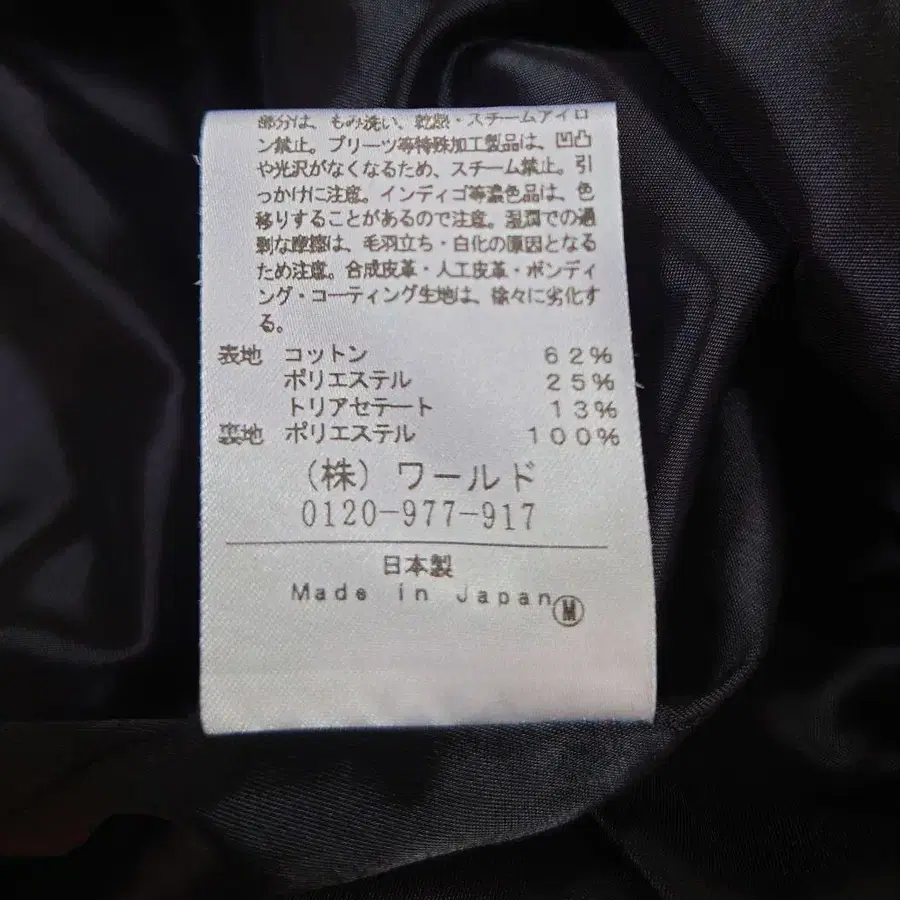 部分は、もみ洗い、乾燥・スチームアイロ
ン禁止。プリーツ等特殊加工製品は、凹凸
や光沢がなくなるため、スチーム禁止。引
っかけに注意。インディゴ等濃色品は、色
移りすることがあるので注意。湿潤での過
剰な摩擦は、毛羽立ち・白化の原因となる
ため注意。合成皮革・人工皮革・ボンディ
ング・コーティング生地は、徐々に劣化す
る。
表地 コットン 62%
ポリエステル 25%
トリアセテート 13%
裏地 ポリエステル 100%
(株) ワールド
0120-977-917
日本製
Made in Japan Ⓜ